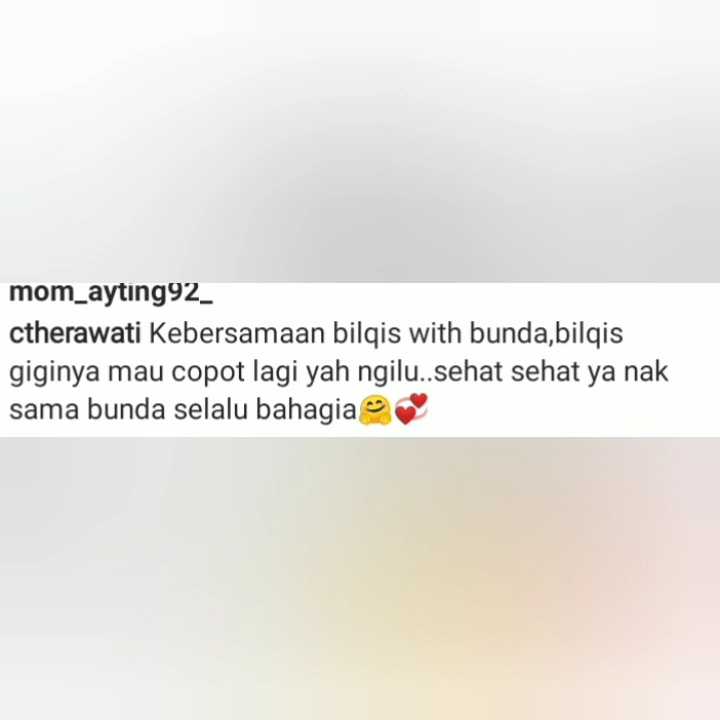 mom_ayting92_
ctherawati Kebersamaan bilqis with bunda,bilqis
giginya mau copot lagi yah ngilu..sehat sehat ya nak
sama bunda selalu bahagia🤗💞